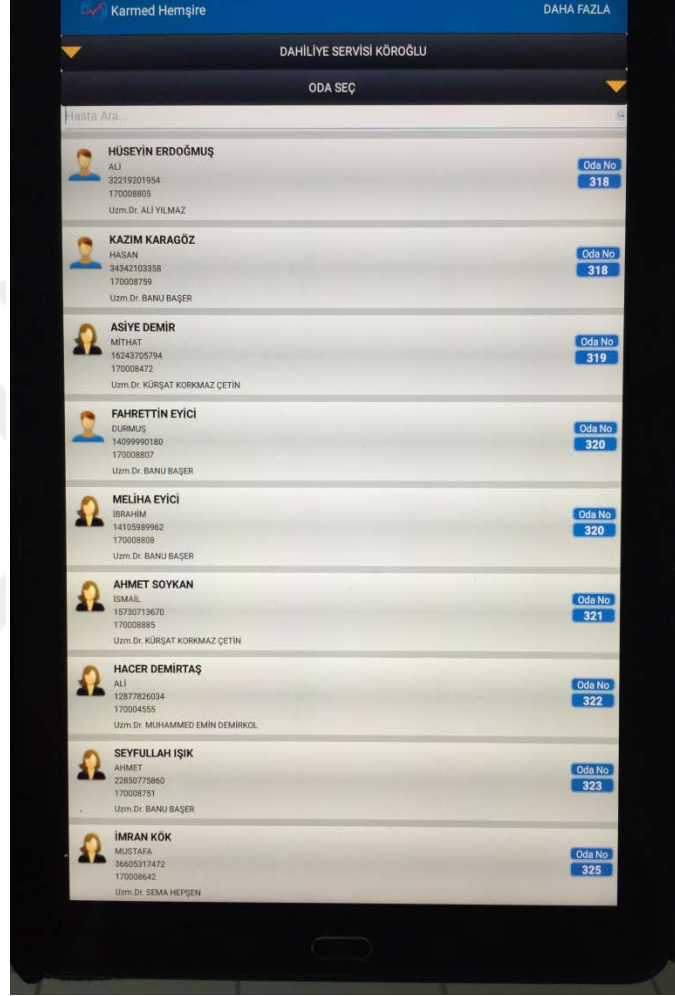 Karmed Hemşire
DAHA FAZLA
DAHİLİYE SERVİSİ KÖROĞLU
ODA SEÇ
Hasta Ara...
HÜSEYİN ERDOĞMUŞ
ALİ
32219201954
170008805
Uzm.Dr. ALİ YILMAZ
Oda No
318
KAZIM KARAGÖZ
HASAN
34342103358
170008759
Uzm.Dr. BANU BAŞER
Oda No
318
ASİYE DEMİR
MİTHAT
16243705794
170008472
Uzm.Dr. KÜRŞAT KORKMAZ ÇETİN
Oda No
319
FAHRETTİN EYİCİ
DURMUŞ
14099990180
170008807
Uzm.Dr. BANU BAŞER
Oda No
320
MELİHA EYİCİ
İBRAHİM
14105989962
170008808
Uzm.Dr. BANU BAŞER
Oda No
320
AHMET SOYKAN
İSMAİL
15730713670
170008885
Uzm.Dr. KÜRŞAT KORKMAZ ÇETİN
Oda No
321
HACER DEMİRTAŞ
ALİ
12877826034
170004555
Uzm.Dr. MUHAMMED EMİN DEMİRKOL
Oda No
322
SEYFULLAH IŞIK
AHMET
22850775860
170008751
Uzm.Dr. BANU BAŞER
Oda No
323
İMRAN KÖK
MUSTAFA
36605317472
170008642
Uzm.Dr. SEMA HEPŞEN
Oda No
325